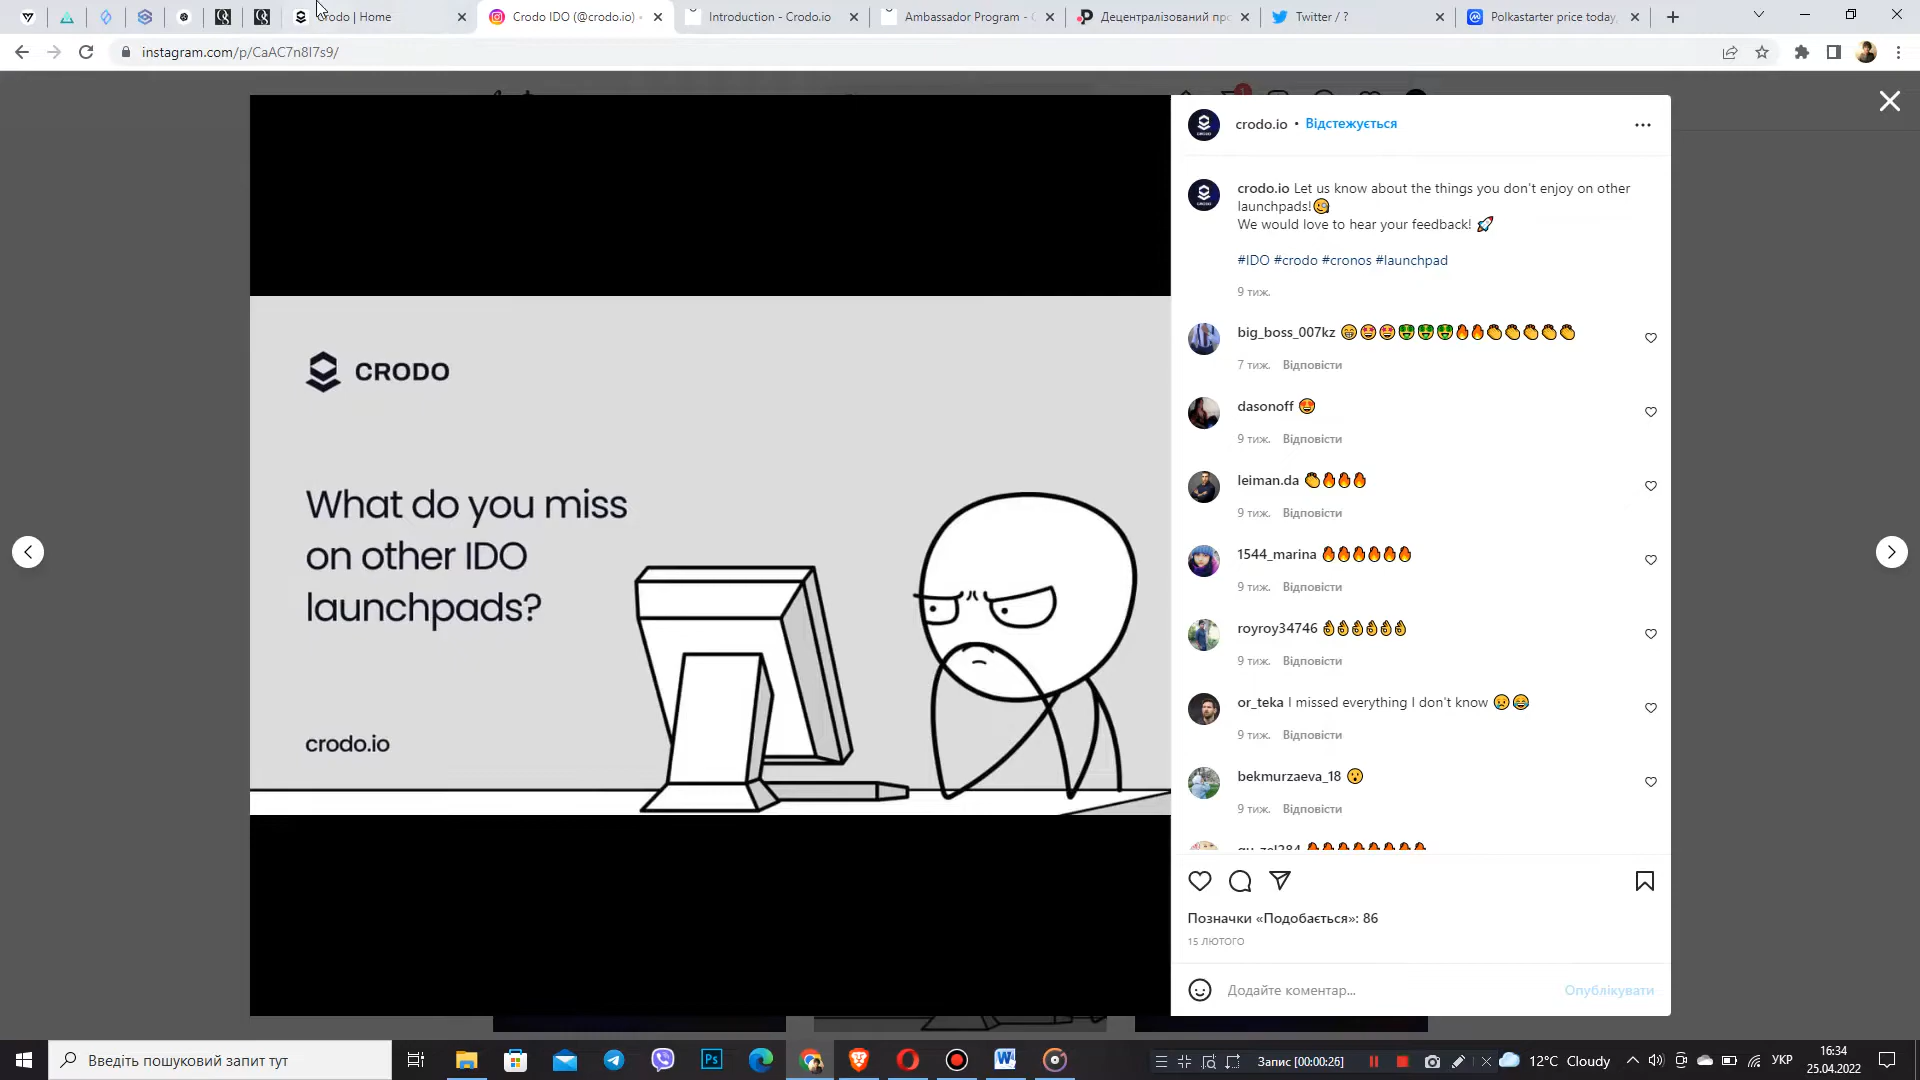 Crodo | Home
Crodo IDO (@crodo.io) •
Introduction - Crodo.io
Ambassador Program -
Децентралізований про
Twitter / ?
Polkastarter price today,
instagram.com/p/CaAC7n8I7s9/
crodo.io • Відстежується
crodo.io Let us know about the things you don't enjoy on other
launchpads!🧐
We would love to hear your feedback! 🚀
#IDO #crodo #cronos #launchpad
9 тиж.
big_boss_007kz 😁🤩🤩🤑🤑🤑🔥🔥👏👏👏👏👏
7 тиж. Відповісти
dasonoff 🤩
9 тиж. Відповісти
leiman.da 👏🔥🔥🔥
9 тиж. Відповісти
1544_marina 🔥🔥🔥🔥🔥🔥
9 тиж. Відповісти
royroy34746 👌👌👌👌👌👌
9 тиж. Відповісти
or_teka I missed everything I don't know 😢😂
9 тиж. Відповісти
bekmurzaeva_18 😮
9 тиж. Відповісти
Позначки «Подобається»: 86
15 ЛЮТОГО
Додайте коментар...
Опублікувати
CRODO
What do you miss
on other IDO
launchpads?
crodo.io
Введіть пошуковий запит тут
Ps
W
Запис [00:00:26]
12°C Cloudy
УКР
16:34
25.04.2022